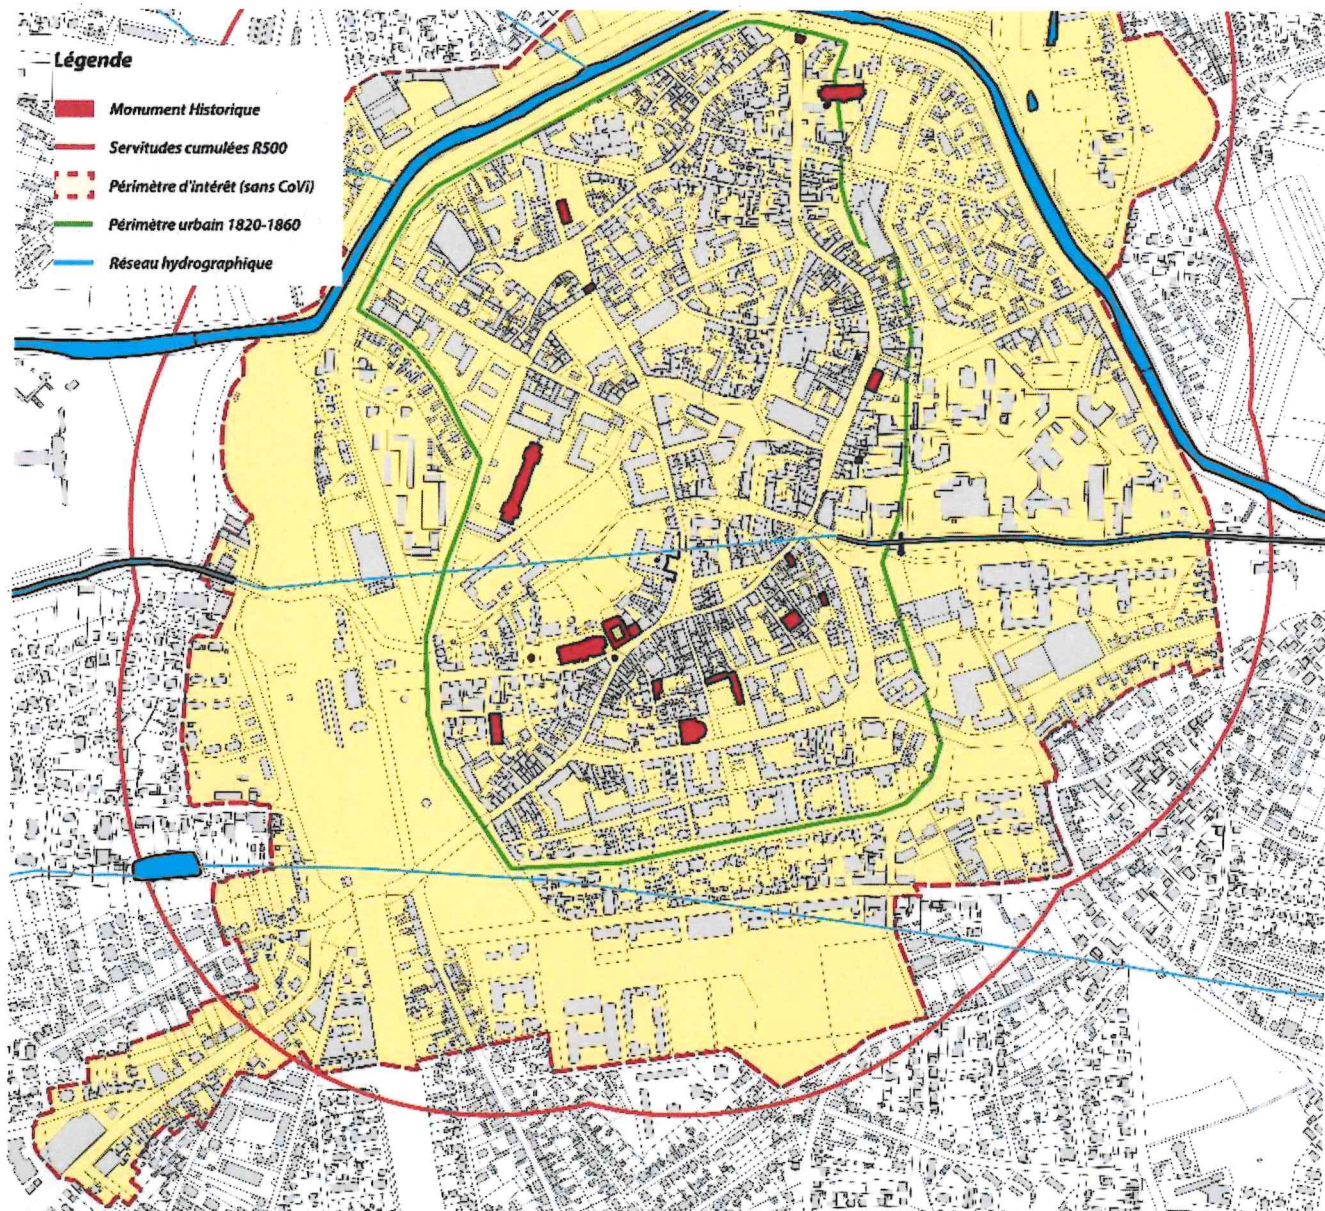 Légende
Monument Historique
Servitudes cumulées R500
Périmètre d'intérêt (sans CoVi)
Périmètre urbain 1820-1860
Réseau hydrographique